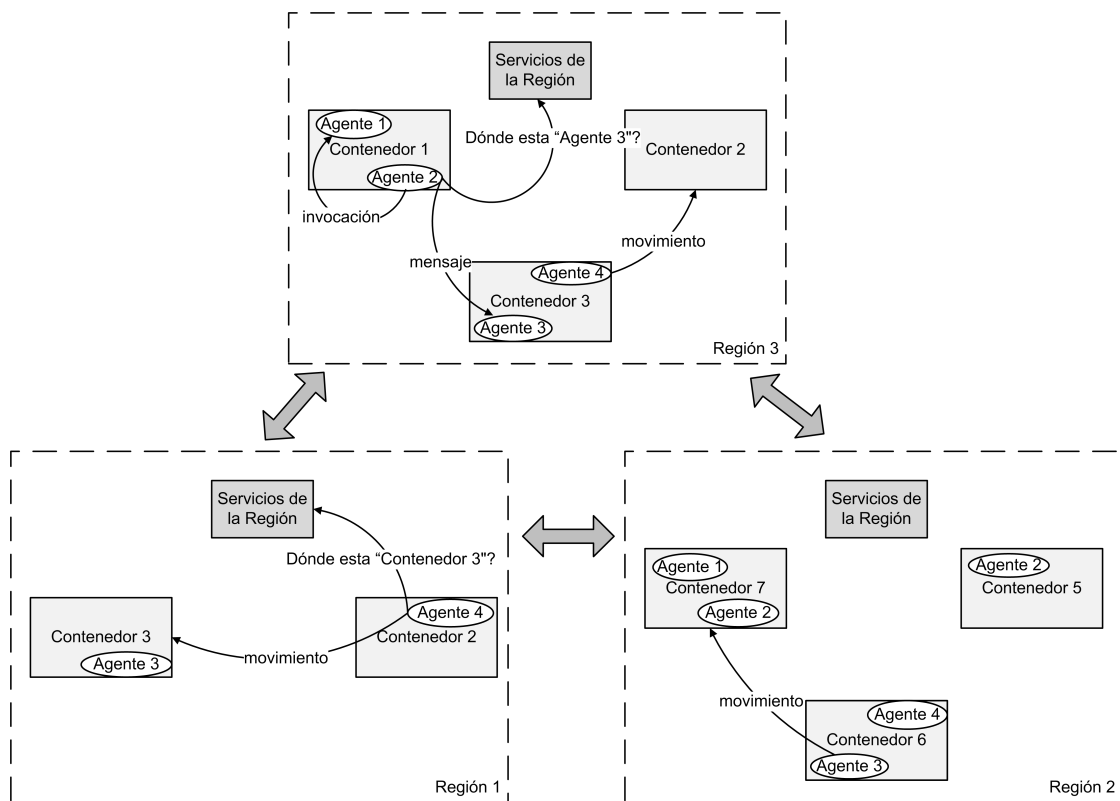 Servicios de
la Región
Agente 1
Contenedor 1
Agente 2
invocación
Dónde esta “Agente 3"?
Contenedor 2
movimiento
mensaje
Agente 4
Contenedor 3
Agente 3
Región 3
Servicios de
la Región
Dónde esta “Contenedor 3"?
Contenedor 3
Agente 3
movimiento
Agente 4
Contenedor 2
Región 1
Servicios de
la Región
Agente 1
Contenedor 7
Agente 2
Agente 2
Contenedor 5
movimiento
Agente 4
Contenedor 6
Agente 3
Región 2